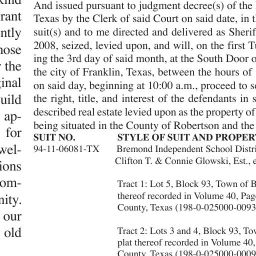 And issued pursuant to judgment decree(s) of the
Texas by the Clerk of said Court on said date, in th
suit(s) and to me directed and delivered as Sherif
2008, seized, levied upon, and will, on the first Tu
ing the 3rd day of said month, at the South Door o
the city of Franklin, Texas, between the hours of
on said day, beginning at 10:00 a.m., proceed to se
the right, title, and interest of the defendants in s
described real estate levied upon as the property of
being situated in the County of Robertson and the
SUIT NO. STYLE OF SUIT AND PROPERT
94-11-06081-TX Bremond Independent School Distri
Clifton T. & Connie Glowski, Est., e
Tract 1: Lot 5, Block 93, Town of B
thereof recorded in Volume 40, Pag
County, Texas (198-0-025000-0093
Tract 2: Lots 3 and 4, Block 93, Tow
plat thereof recorded in Volume 40,
County, Texas (198-0-025000-0009
rant
ntly
nose
the
ginal
uild
ap-
for
wel-
ions
om-
nity.
our
old